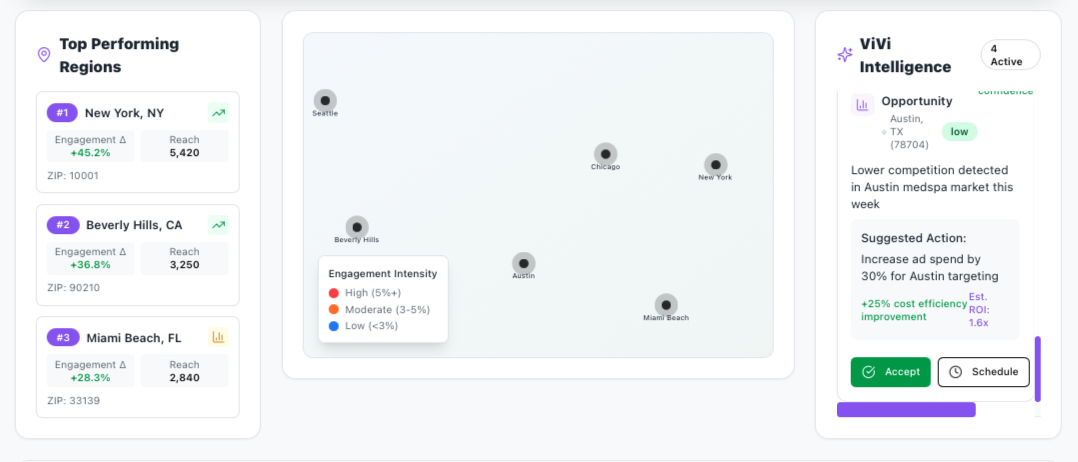 Top Performing
Regions
#1 New York, NY
Engagement Δ Reach
+45.2% 5,420
ZIP: 10001
#2 Beverly Hills, CA
Engagement Δ Reach
+36.8% 3,250
ZIP: 90210
#3 Miami Beach, FL
Engagement Δ Reach
+28.3% 2,840
ZIP: 33139
Seattle
Chicago
New York
Beverly Hills
Austin
Miami Beach
Engagement Intensity
High (5%+)
Moderate (3-5%)
Low (<3%)
ViVi
Intelligence
4
Active
confidence
Opportunity
Austin,
TX
(78704)
low
Lower competition detected
in Austin medspa market this
week
Suggested Action:
Increase ad spend by
30% for Austin targeting
+25% cost efficiency
improvement
Est.
ROI:
1.6x
Accept Schedule